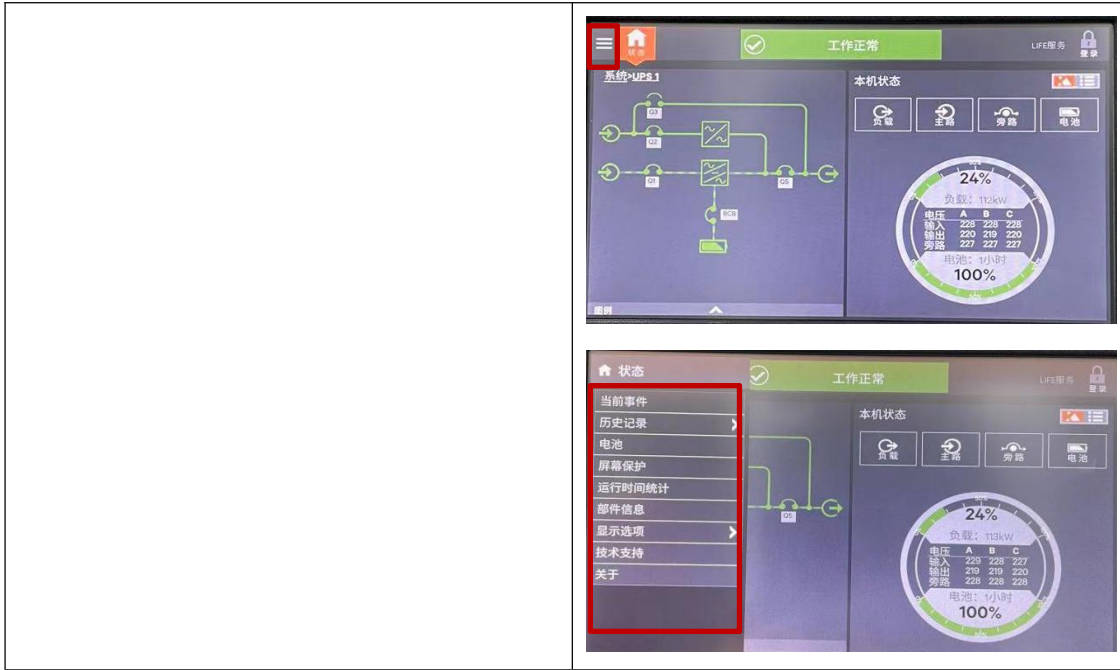 状态
工作正常
LIFE服务
登录
系统>UPS 1
本机状态
Q3
Q2
Q1
Q5
BCB
负载
主路
旁路
电池
24%
负载：112kW
电压 A B C
输入 228 228 228
输出 220 219 220
旁路 227 227 227
电池：1小时
100%
图例
状态
工作正常
LIFE服务
登录
当前事件
历史记录
电池
屏幕保护
运行时间统计
部件信息
显示选项
技术支持
关于
本机状态
Q5
负载
主路
旁路
电池
24%
负载：113kW
电压 A B C
输入 229 228 227
输出 219 219 220
旁路 228 228 228
电池：1小时
100%